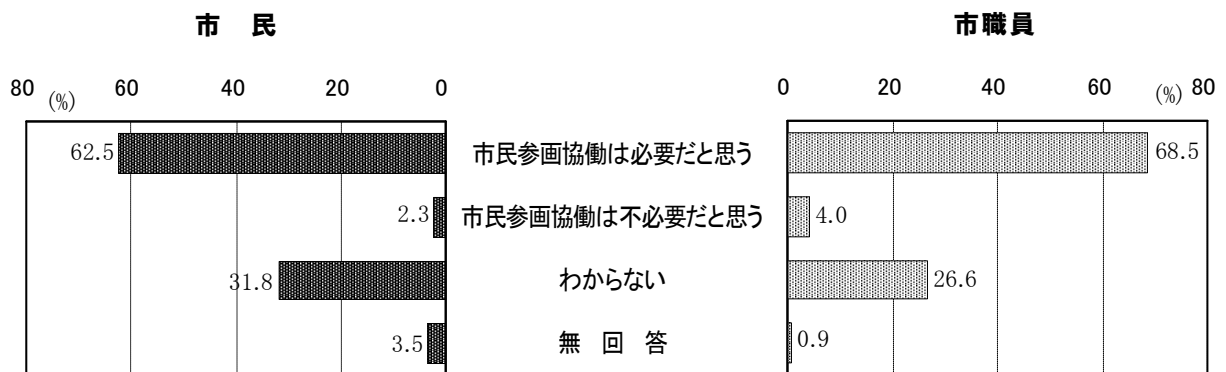 市　民
市職員
80 (%) 60 40 20 0
0 20 40 60 (%) 80
62.5 市民参画協働は必要だと思う 68.5
2.3 市民参画協働は不必要だと思う 4.0
31.8 わからない 26.6
3.5 無　回　答 0.9